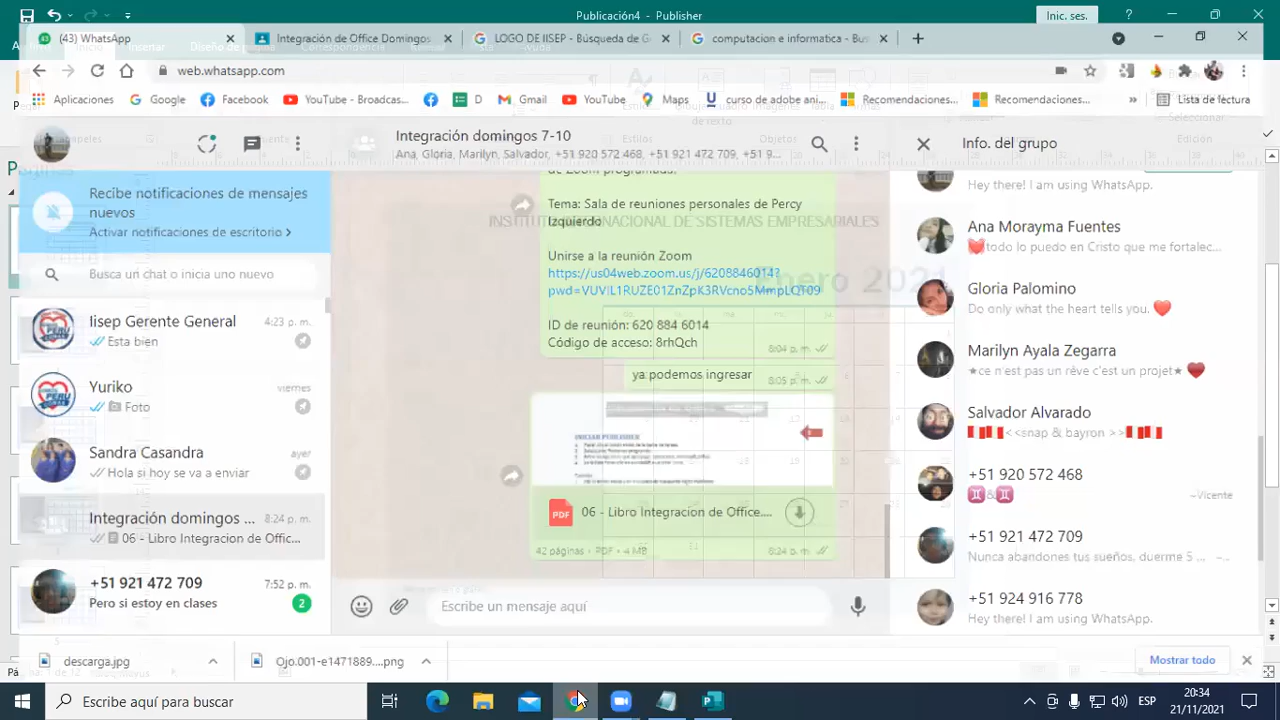 Publicación4 - Publisher
Inic. ses.
(43) WhatsApp
Integración de Office Domingos
LOGO DE IISEP - Búsqueda de G
computacion e informatica - Bus
web.whatsapp.com
Aplicaciones
Google
Facebook
YouTube - Broadcas...
D
Gmail
YouTube
Maps
curso de adobe ani...
Recomendaciones...
Recomendaciones...
Lista de lectura
Integración domingos 7-10
Ana, Gloria, Marilyn, Salvador, +51 920 572 468, +51 921 472 709, +51 9...
Info. del grupo
Recibe notificaciones de mensajes
nuevos
Activar notificaciones de escritorio
Busca un chat o inicia uno nuevo
Iisep Gerente General
4:23 p. m.
Esta bien
Yuriko
viernes
Foto
Sandra Casandra
ayer
Hola si hoy se va a enviar
Integración domingos ...
8:24 p. m.
06 - Libro Integracion de Offic...
+51 921 472 709
7:52 p. m.
Pero si estoy en clases
2
de Zoom programada.
Tema: Sala de reuniones personales de Percy
Izquierdo
Unirse a la reunión Zoom
https://us04web.zoom.us/j/6208846014?
ID de reunión: 620 884 6014
Código de acceso: 8rhQch
8:04 p. m.
ya podemos ingresar
8:05 p. m.
INICIAR PUBLISHER
PDF
06 - Libro Integracion de Office....
42 páginas • PDF • 4 MB
8:24 p. m.
Escribe un mensaje aquí
Enero 2021
Hey there! I am using WhatsApp.
Ana Morayma Fuentes
todo lo puedo en Cristo que me fortalec...
Gloria Palomino
Do only what the heart tells you.
Marilyn Ayala Zegarra
★ce n'est pas un rêve c'est un projet★
Salvador Alvarado
<<snap & bayron >>
+51 920 572 468
♊&♊
~Vicente
+51 921 472 709
Nunca abandones tus sueños, duerme 5 ...
+51 924 916 778
Hey there! I am using WhatsApp.
descarga.jpg
Ojo.001-e1471889....png
Mostrar todo
Escribe aquí para buscar
ESP
20:34
21/11/2021